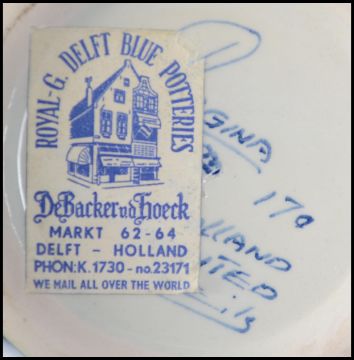 ROYAL-G. DELFT BLUE POTTERIES
De Backer v/d Hoeck
MARKT 62-64
DELFT - HOLLAND
PHON: K. 1730 - no. 23171
WE MAIL ALL OVER THE WORLD
GINA
179
LLAND
TED